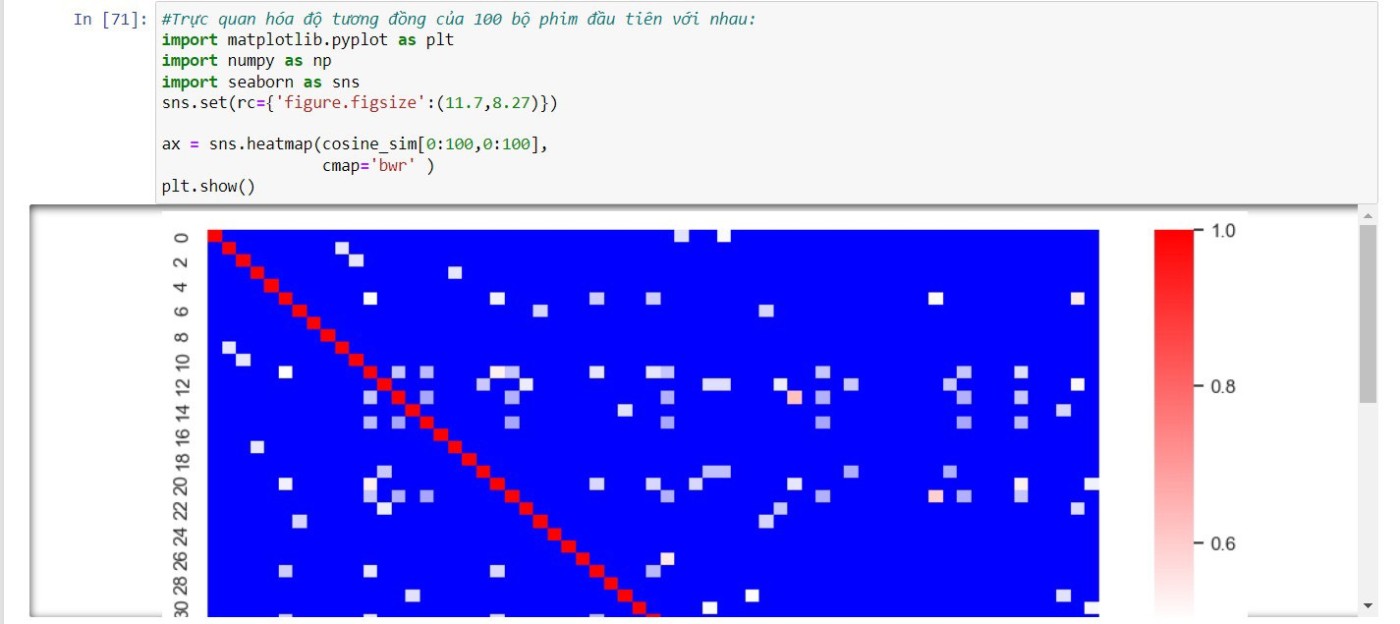 In [71]: #Trực quan hóa độ tương đồng của 100 bộ phim đầu tiên với nhau:
import matplotlib.pyplot as plt
import numpy as np
import seaborn as sns
sns.set(rc={'figure.figsize':(11.7,8.27)})
ax = sns.heatmap(cosine_sim[0:100,0:100],
cmap='bwr' )
plt.show()
0
2
4
6
8
10
12
14
16
18
20
22
24
26
28
30
1.0
0.8
0.6